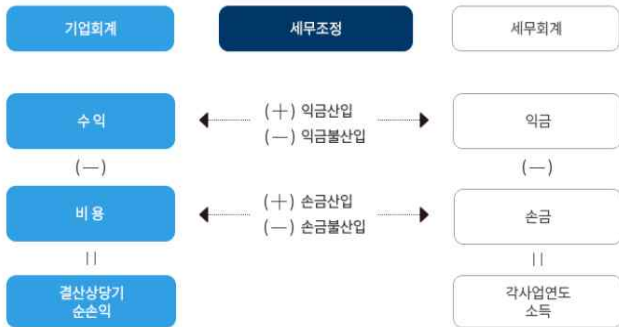 기업회계
세무조정
세무회계
수익
(+) 익금산입
(-) 익금불산입
익금
(-)
(-)
비용
(+) 손금산입
(-) 손금불산입
손금
||
||
결산상당기
순손익
각사업연도
소득